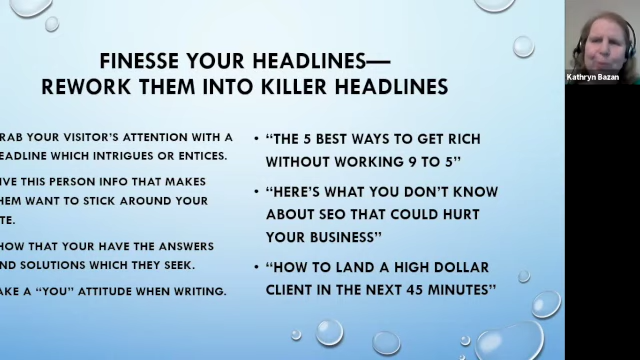 FINESSE YOUR HEADLINES—
REWORK THEM INTO KILLER HEADLINES
RAB YOUR VISITOR'S ATTENTION WITH A
EADLINE WHICH INTRIGUES OR ENTICES.
IVE THIS PERSON INFO THAT MAKES
HEM WANT TO STICK AROUND YOUR
TE.
HOW THAT YOUR HAVE THE ANSWERS
ND SOLUTIONS WHICH THEY SEEK.
AKE A "YOU" ATTITUDE WHEN WRITING.
• "THE 5 BEST WAYS TO GET RICH
WITHOUT WORKING 9 TO 5"
• "HERE'S WHAT YOU DON'T KNOW
ABOUT SEO THAT COULD HURT
YOUR BUSINESS"
• "HOW TO LAND A HIGH DOLLAR
CLIENT IN THE NEXT 45 MINUTES"
Kathryn Bazan